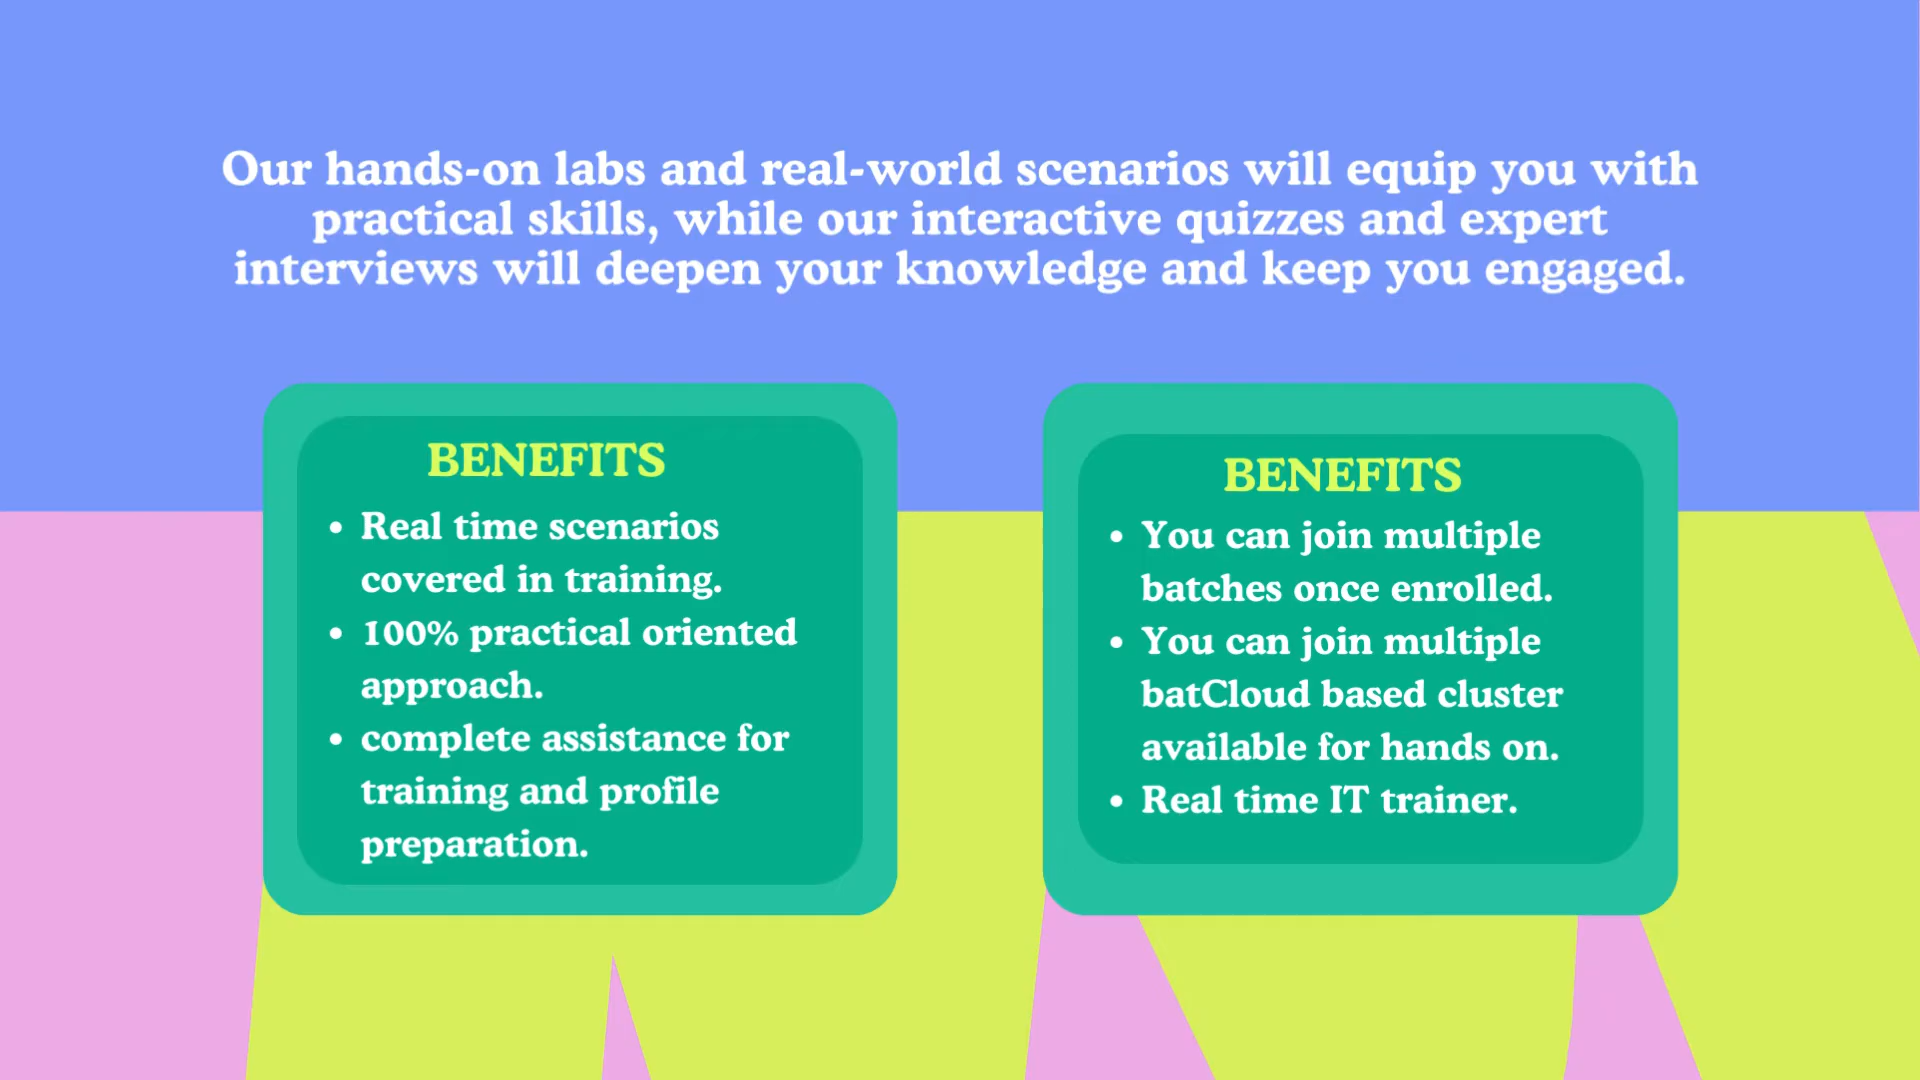 Our hands-on labs and real-world scenarios will equip you with
practical skills, while our interactive quizzes and expert
interviews will deepen your knowledge and keep you engaged.
BENEFITS
• Real time scenarios
covered in training.
• 100% practical oriented
approach.
• complete assistance for
training and profile
preparation.
BENEFITS
• You can join multiple
batches once enrolled.
• You can join multiple
batCloud based cluster
available for hands on.
• Real time IT trainer.